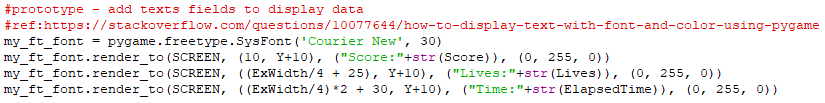 #prototype - add texts fields to display data
#ref:https://stackoverflow.com/questions/10077644/how-to-display-text-with-font-and-color-using-pygame
my_ft_font = pygame.freetype.SysFont('Courier New', 30)
my_ft_font.render_to(SCREEN, (10, Y+10), ("Score:"+str(Score)), (0, 255, 0))
my_ft_font.render_to(SCREEN, ((ExWidth/4 + 25), Y+10), ("Lives:"+str(Lives)), (0, 255, 0))
my_ft_font.render_to(SCREEN, ((ExWidth/4)*2 + 30, Y+10), ("Time:"+str(ElapsedTime)), (0, 255, 0))